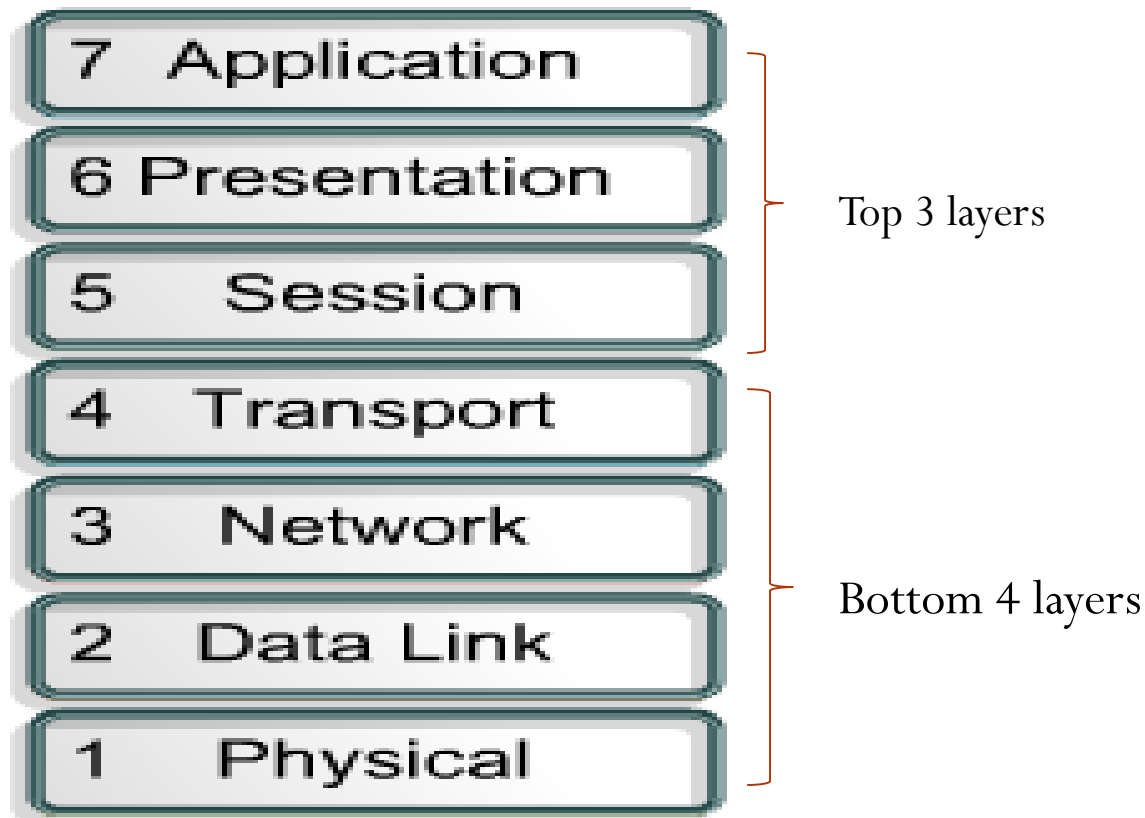 7 Application
6 Presentation
5 Session
4 Transport
3 Network
2 Data Link
1 Physical
Top 3 layers
Bottom 4 layers